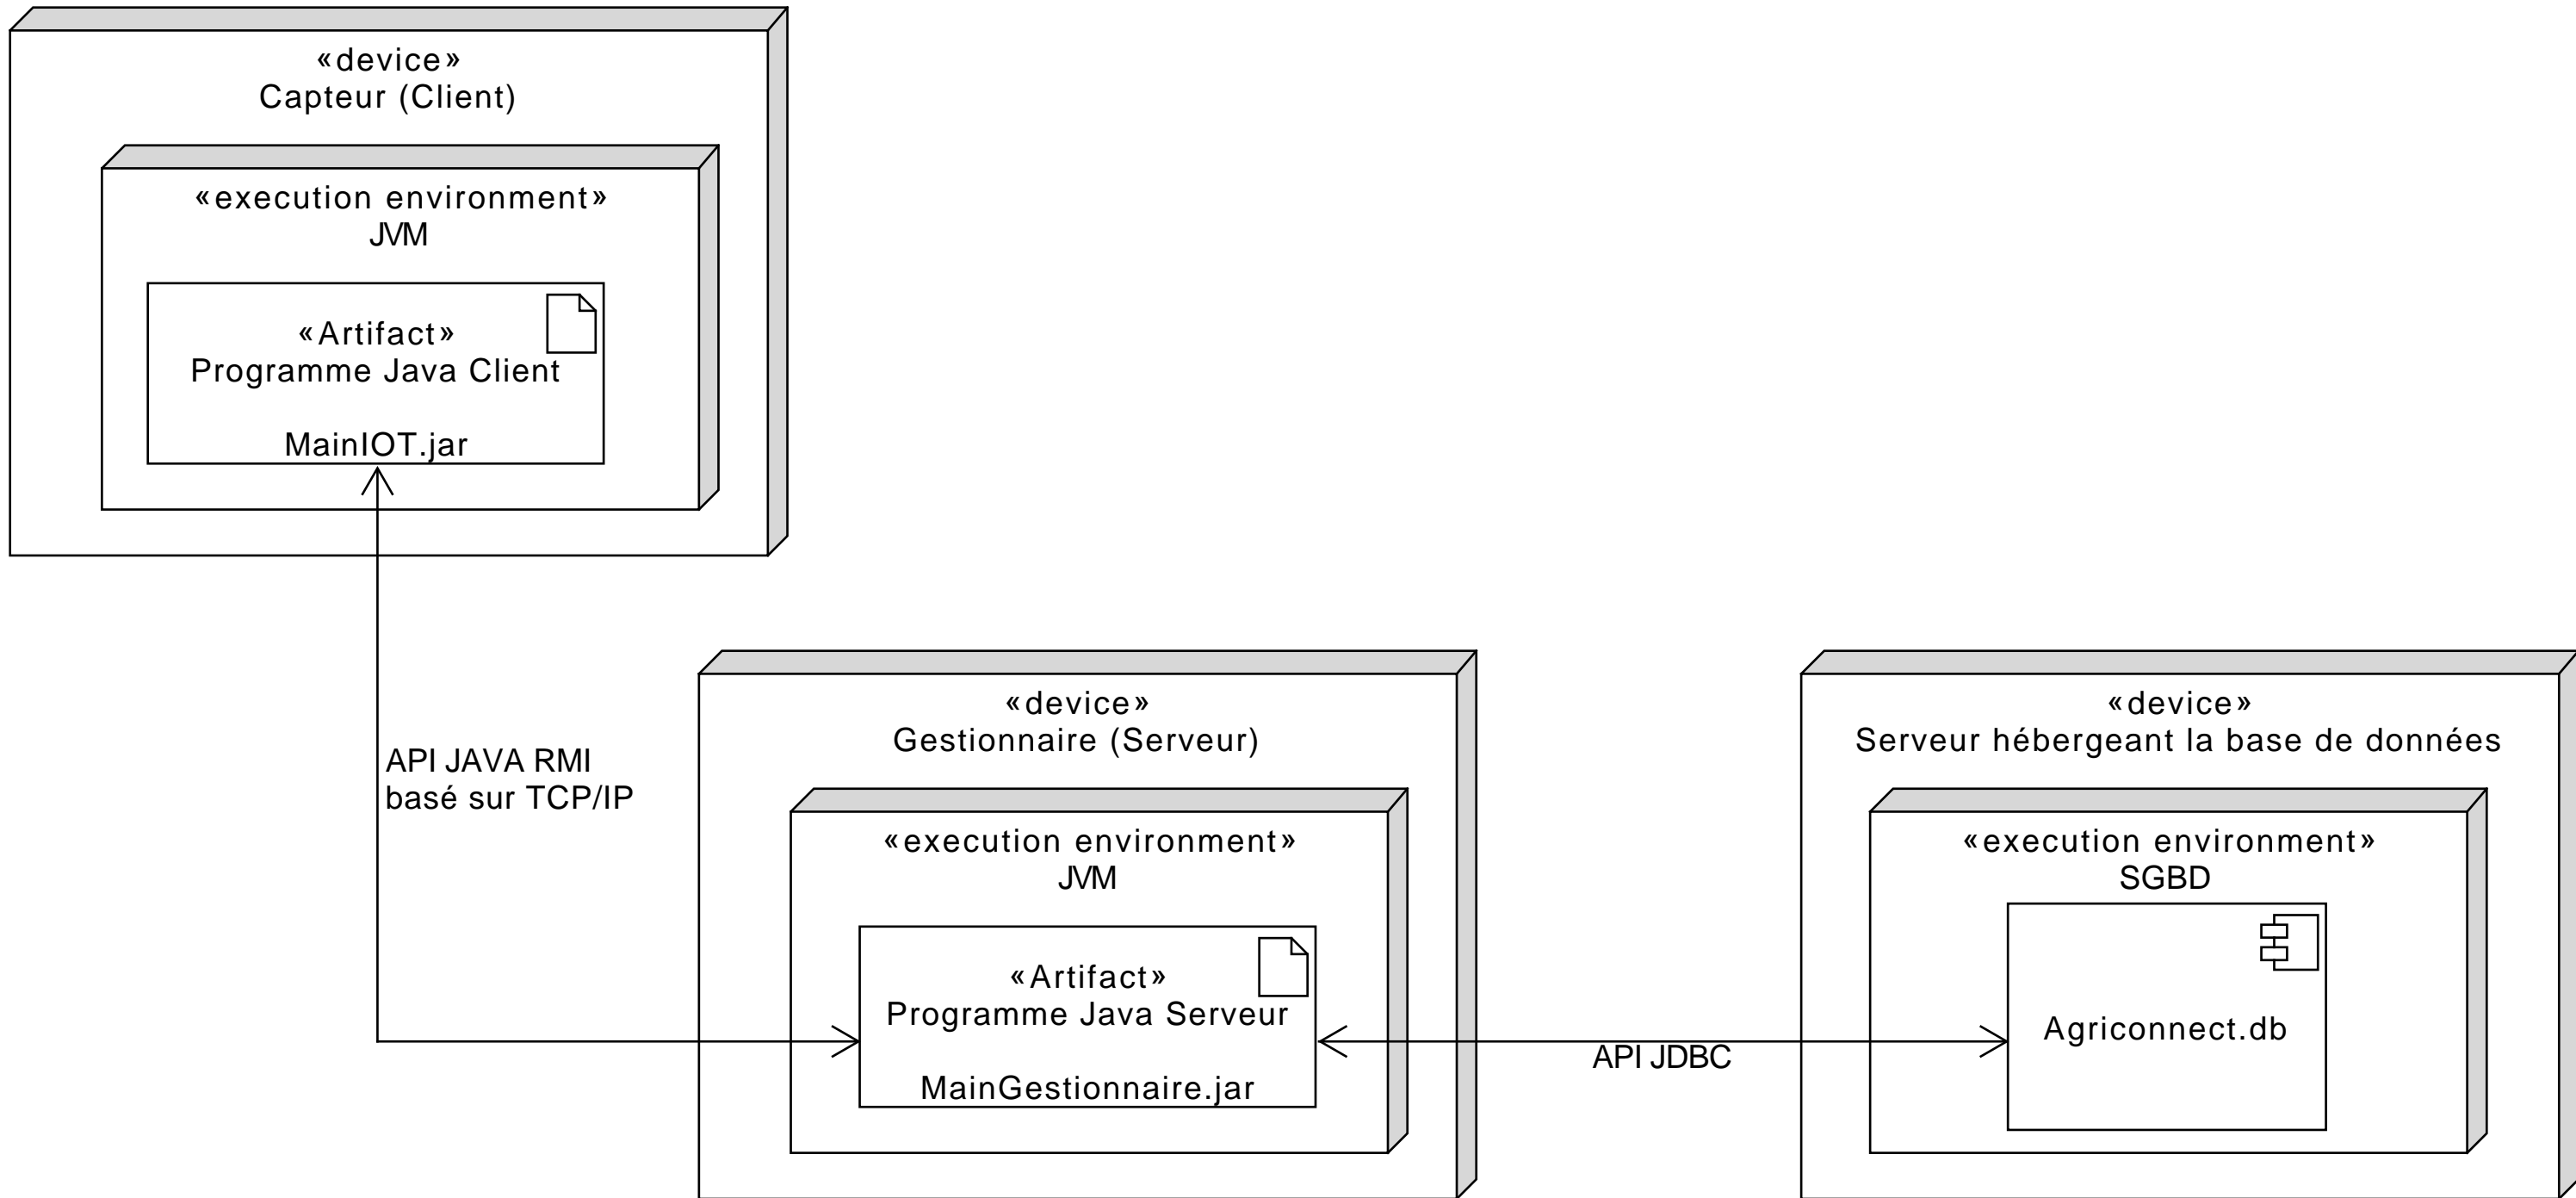 «device»
Capteur (Client)
«execution environment»
JVM
«Artifact»
Programme Java Client
MainIOT.jar
API JAVA RMI
basé sur TCP/IP
«device»
Gestionnaire (Serveur)
«execution environment»
JVM
«Artifact»
Programme Java Serveur
MainGestionnaire.jar
API JDBC
«device»
Serveur hébergeant la base de données
«execution environment»
SGBD
Agriconnect.db